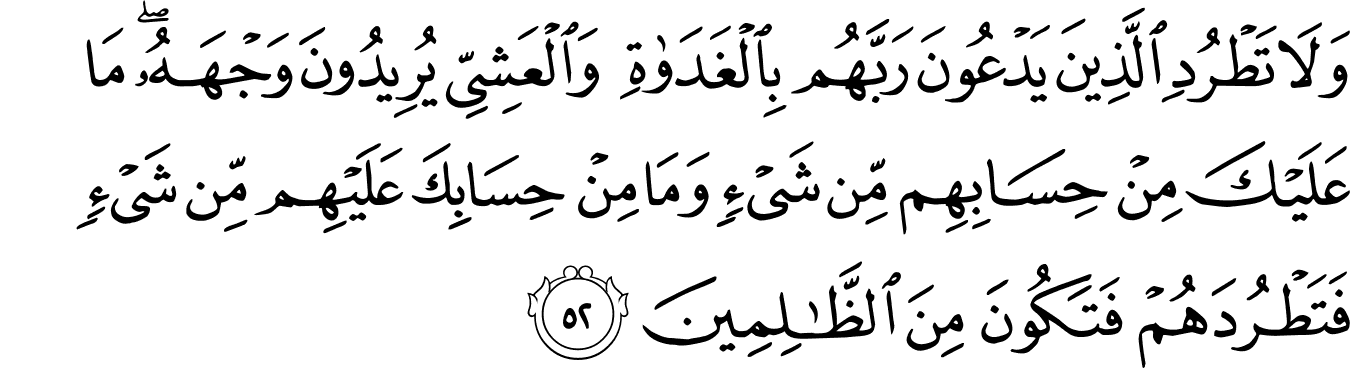 وَلَا تَطْرُدِ ٱلَّذِينَ يَدْعُونَ رَبَّهُم بِٱلْغَدَوٰةِ وَٱلْعَشِىِّ يُرِيدُونَ وَجْهَهُۥ ۖ مَا
عَلَيْكَ مِنْ حِسَابِهِم مِّن شَىْءٍ وَمَا مِنْ حِسَابِكَ عَلَيْهِم مِّن شَىْءٍ
فَتَطْرُدَهُمْ فَتَكُونَ مِنَ ٱلظَّـٰلِمِينَ ٥٢